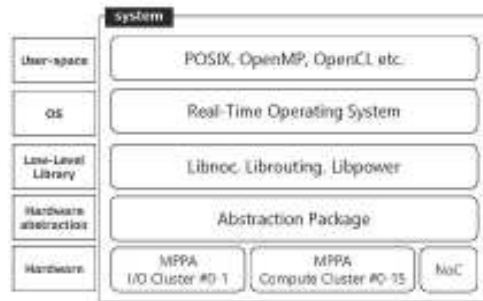 system
User-space
POSIX, OpenMP, OpenCL etc.
OS
Real-Time Operating System
Low-Level
Library
Libnoc, Librouting, Libpower
Hardware
abstraction
Abstraction Package
Hardware
MPPA
I/O Cluster #0-1
MPPA
Compute Cluster #0-15
NoC